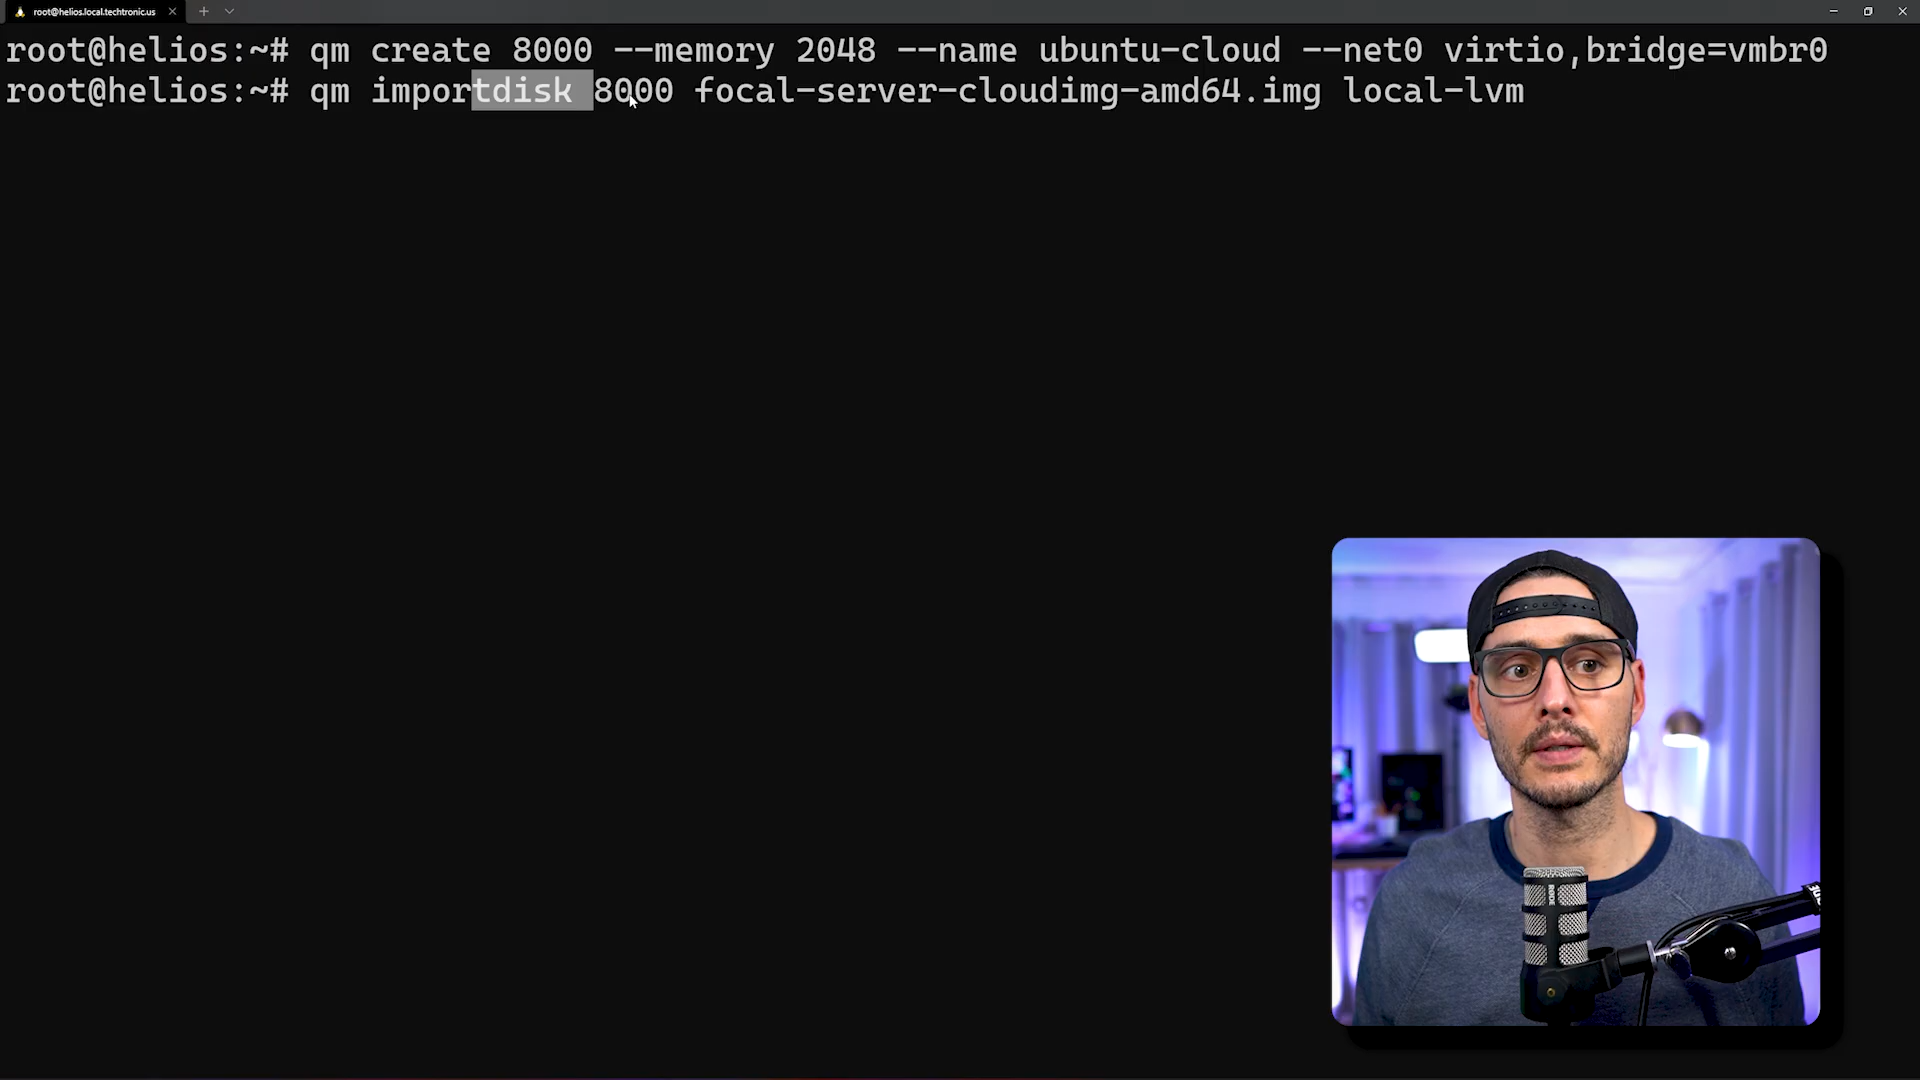 root@helios.local.techtronic.us
root@helios:~# qm create 8000 --memory 2048 --name ubuntu-cloud --net0 virtio,bridge=vmbr0
root@helios:~# qm importdisk 8000 focal-server-cloudimg-amd64.img local-lvm
RODE